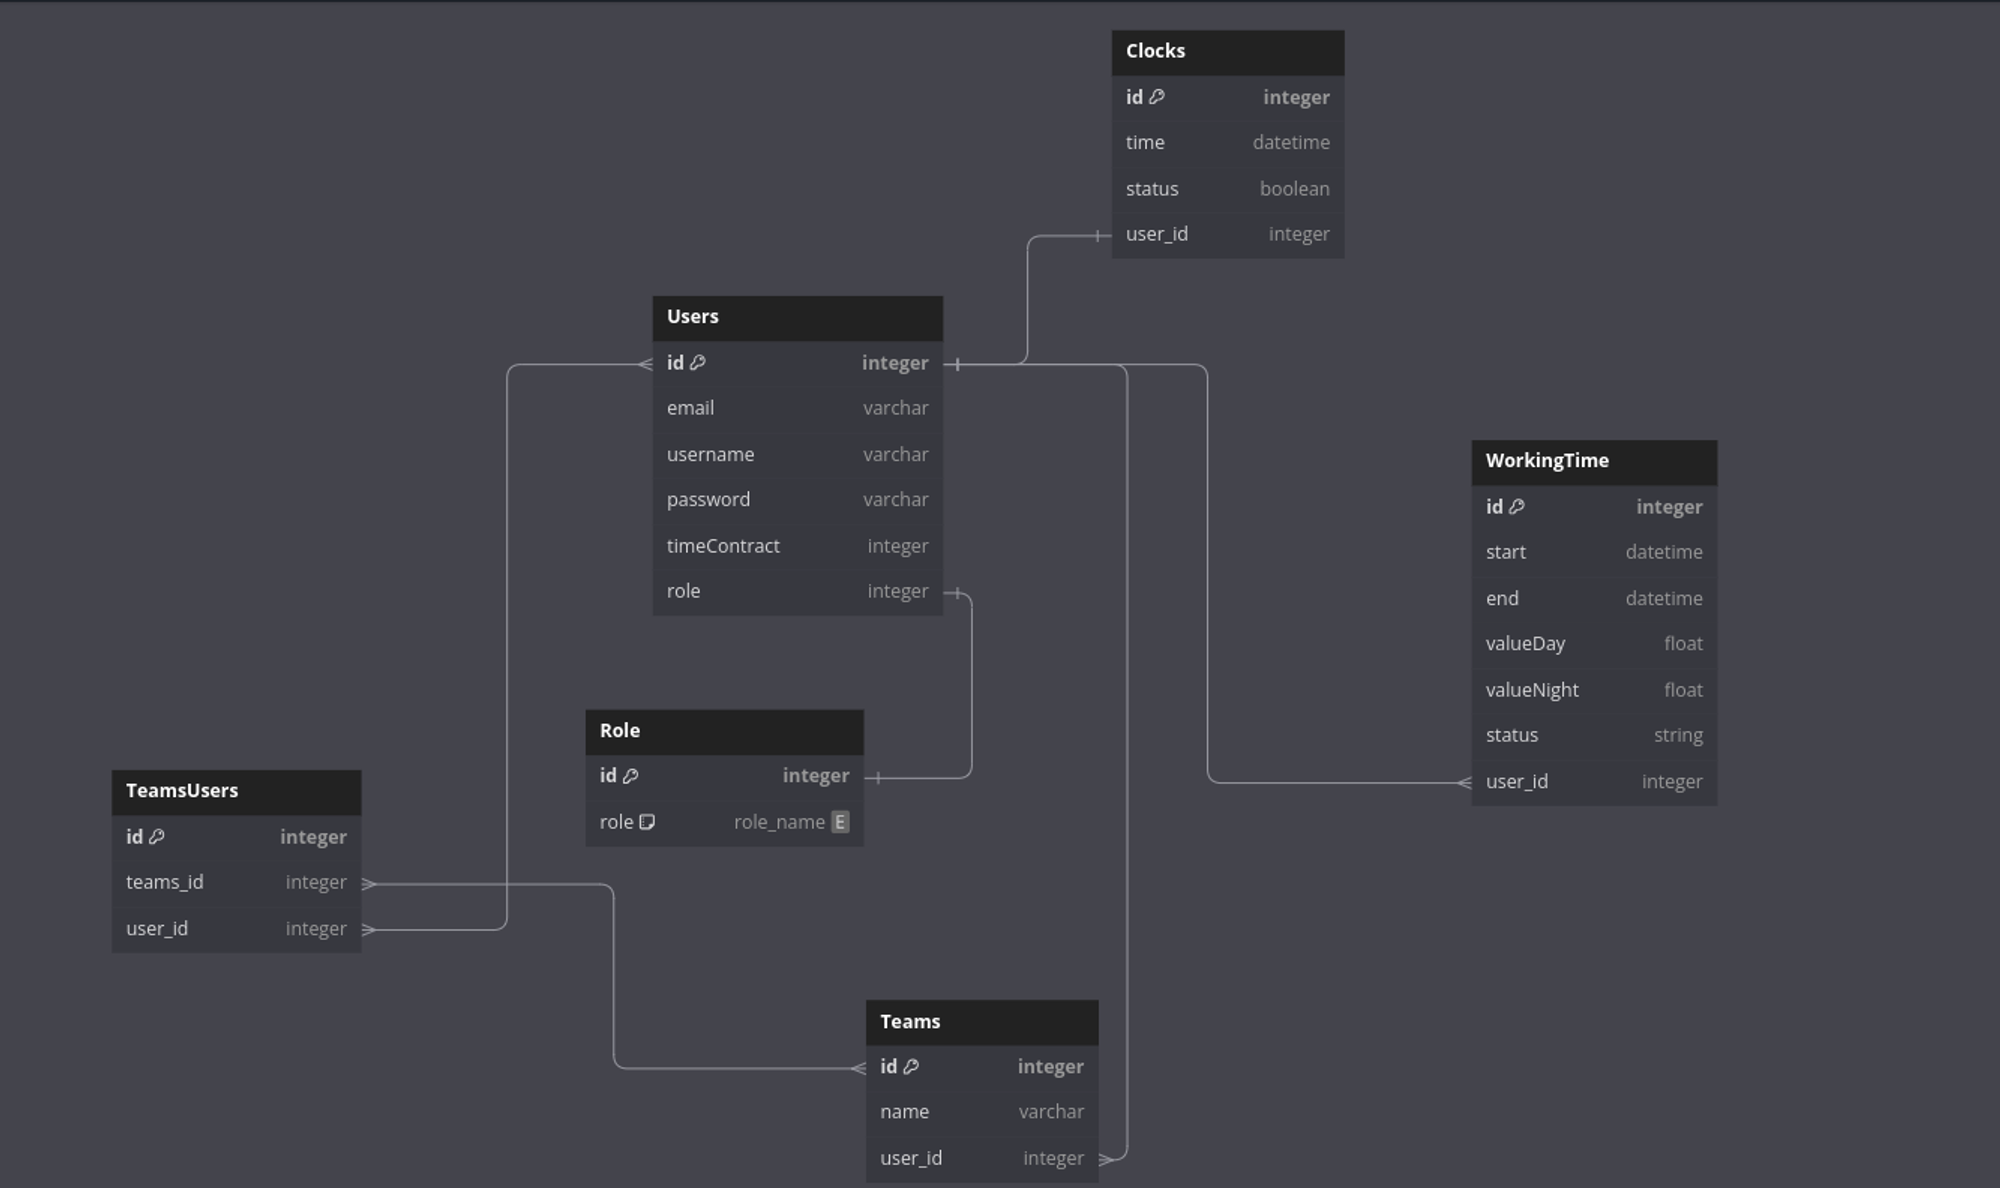 Clocks
id integer
time datetime
status boolean
user_id integer
Users
id integer
email varchar
username varchar
password varchar
timeContract integer
role integer
WorkingTime
id integer
start datetime
end datetime
valueDay float
valueNight float
status string
user_id integer
Role
id integer
role role_name E
TeamsUsers
id integer
teams_id integer
user_id integer
Teams
id integer
name varchar
user_id integer